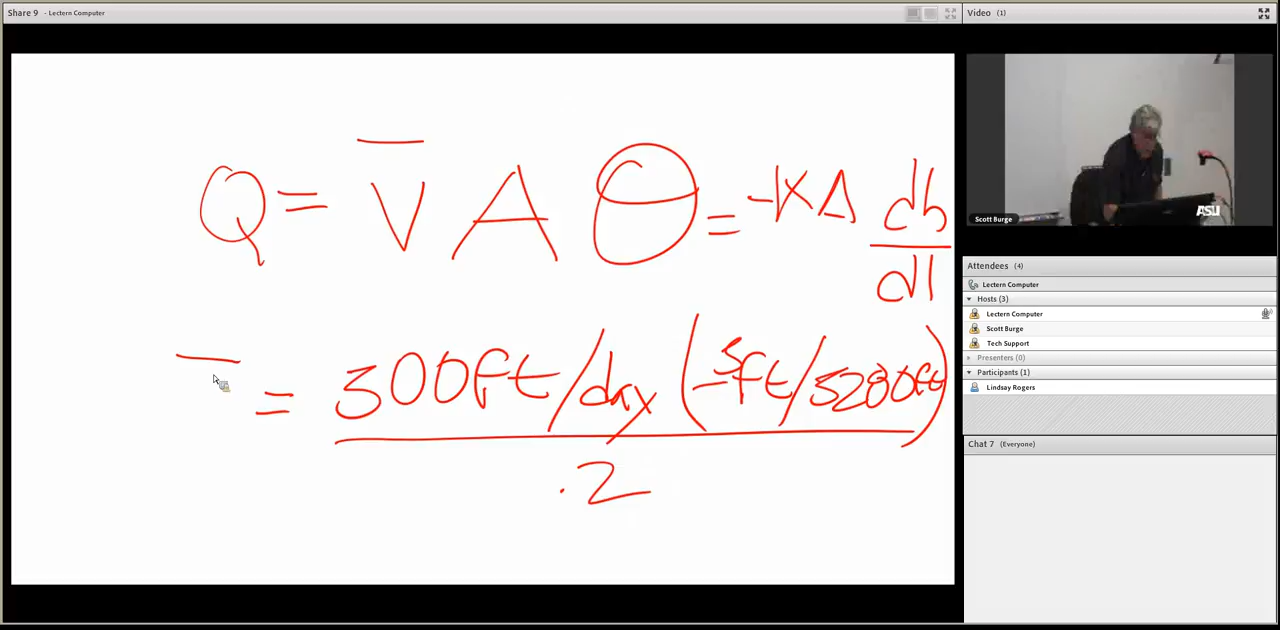 Share 9 - Lectern Computer
Video (1)
Q = V̅ A θ = -KA dh/dl
‾ = 300ft/day (-5ft/5280ft)
.2
Scott Burge
ASU
Attendees (4)
Lectern Computer
Hosts (3)
Lectern Computer
Scott Burge
Tech Support
Presenters (0)
Participants (1)
Lindsay Rogers
Chat 7 (Everyone)